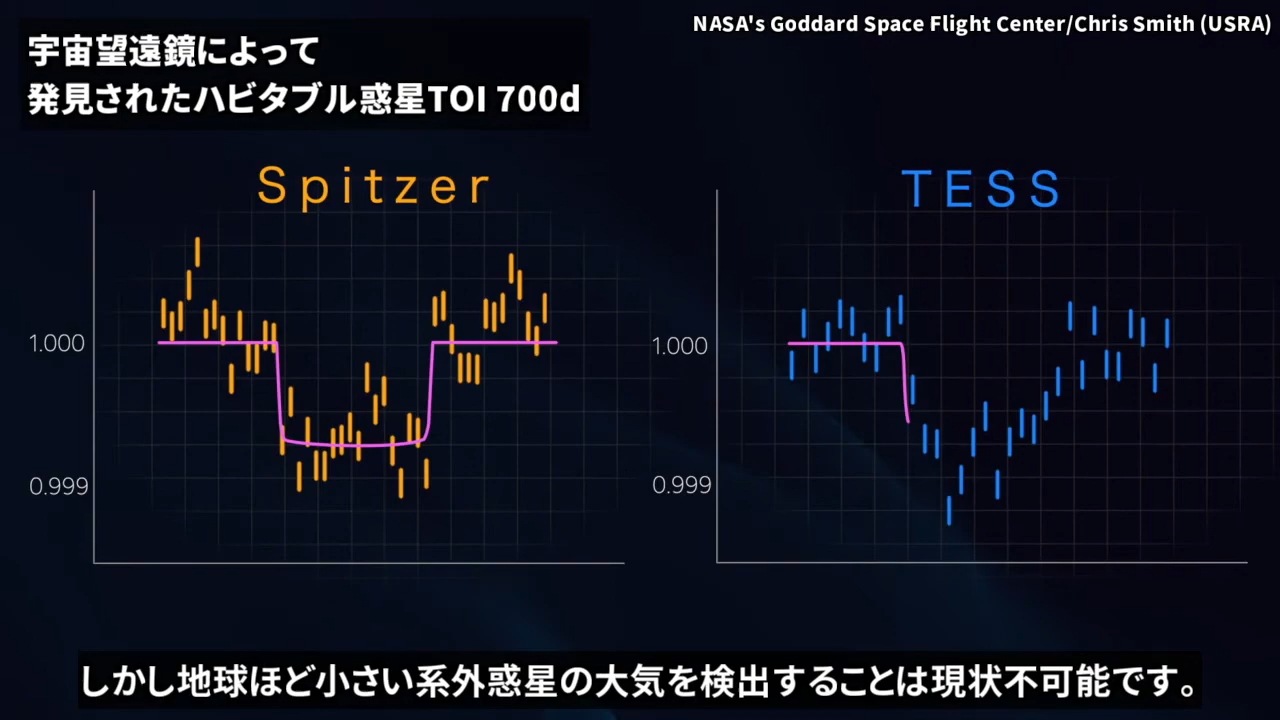 NASA's Goddard Space Flight Center/Chris Smith (USRA)
宇宙望遠鏡によって
発見されたハビタブル惑星TOI 700d
Spitzer
1.000
0.999
TESS
1.000
0.999
しかし地球ほど小さい系外惑星の大気を検出することは現状不可能です。